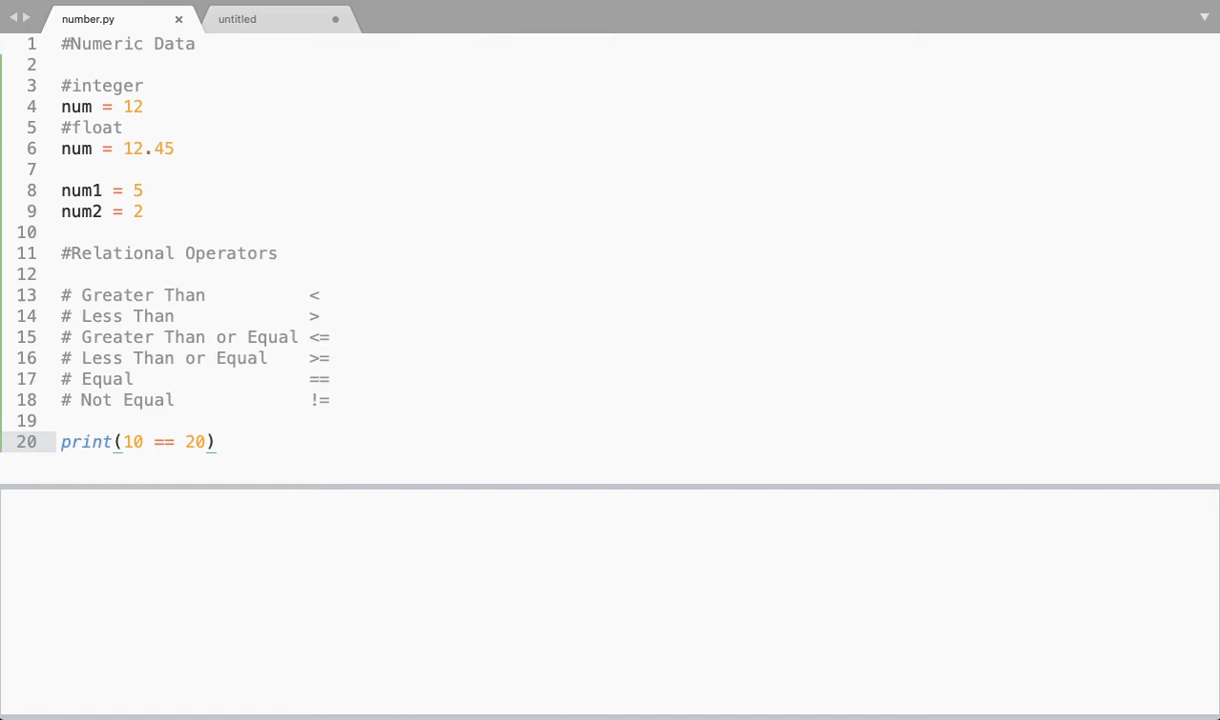 number.py × untitled
1 #Numeric Data
2
3 #integer
4 num = 12
5 #float
6 num = 12.45
7
8 num1 = 5
9 num2 = 2
10
11 #Relational Operators
12
13 # Greater Than <
14 # Less Than >
15 # Greater Than or Equal <=
16 # Less Than or Equal >=
17 # Equal ==
18 # Not Equal !=
19
20 print(10 == 20)